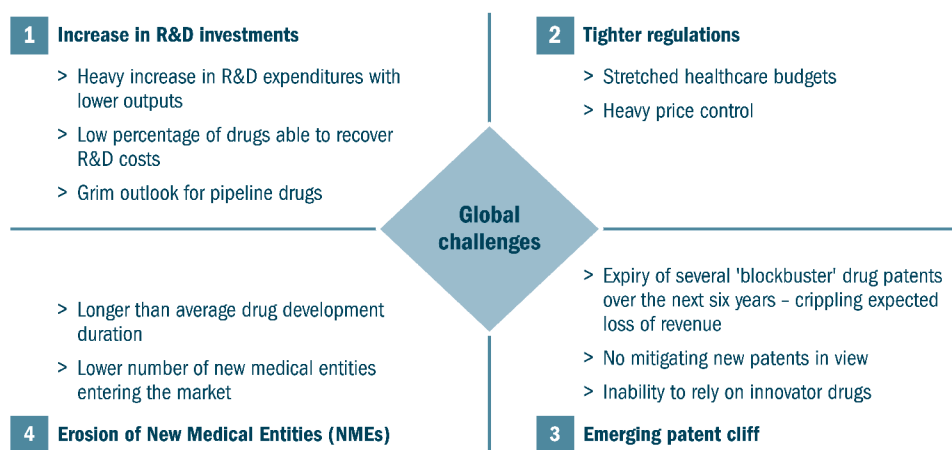 1 Increase in R&D investments
> Heavy increase in R&D expenditures with
lower outputs
> Low percentage of drugs able to recover
R&D costs
> Grim outlook for pipeline drugs
2 Tighter regulations
> Stretched healthcare budgets
> Heavy price control
Global
challenges
> Longer than average drug development
duration
> Lower number of new medical entities
entering the market
4 Erosion of New Medical Entities (NMEs)
> Expiry of several 'blockbuster' drug patents
over the next six years – crippling expected
loss of revenue
> No mitigating new patents in view
> Inability to rely on innovator drugs
3 Emerging patent cliff